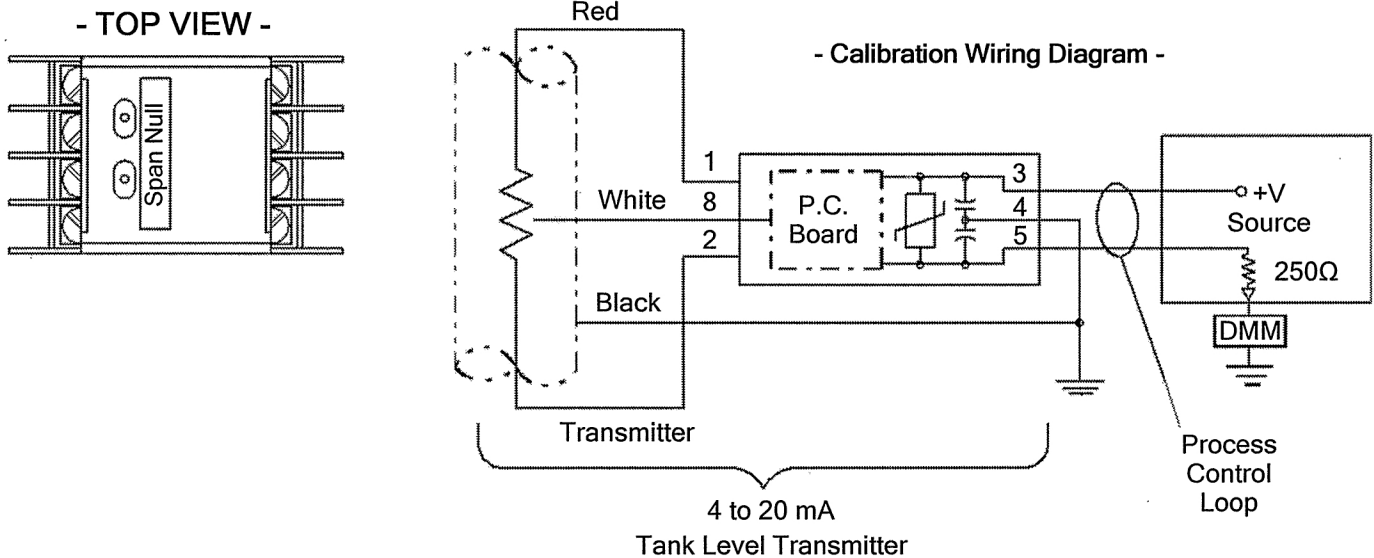 - TOP VIEW -
Span Null
Red
- Calibration Wiring Diagram -
1
White 8
2
Black
P.C.
Board
3
4
5
+V
Source
250Ω
DMM
Transmitter
Process
Control
Loop
4 to 20 mA
Tank Level Transmitter